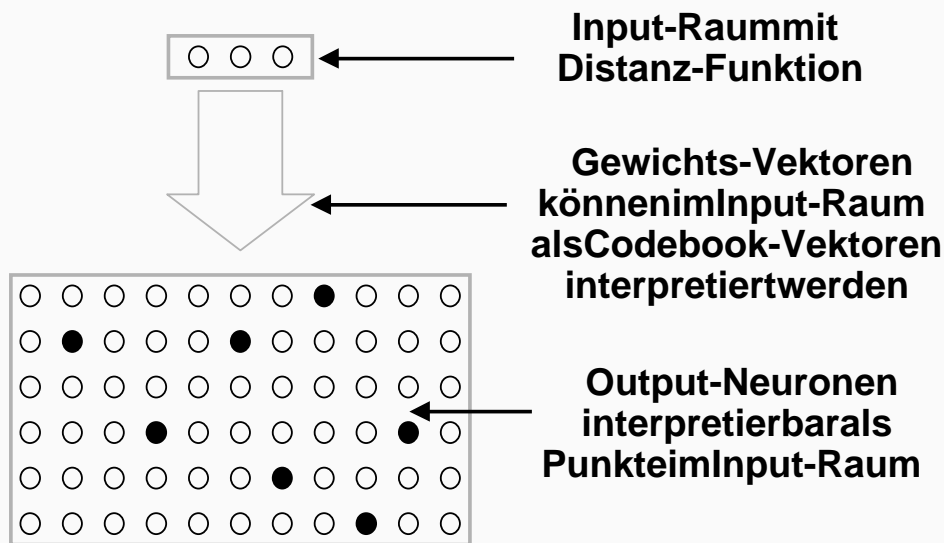 Input-Raummit
Distanz-Funktion
Gewichts-Vektoren
könnenimInput-Raum
alsCodebook-Vektoren
interpretiertwerden
Output-Neuronen
interpretierbarals
PunkteimInput-Raum